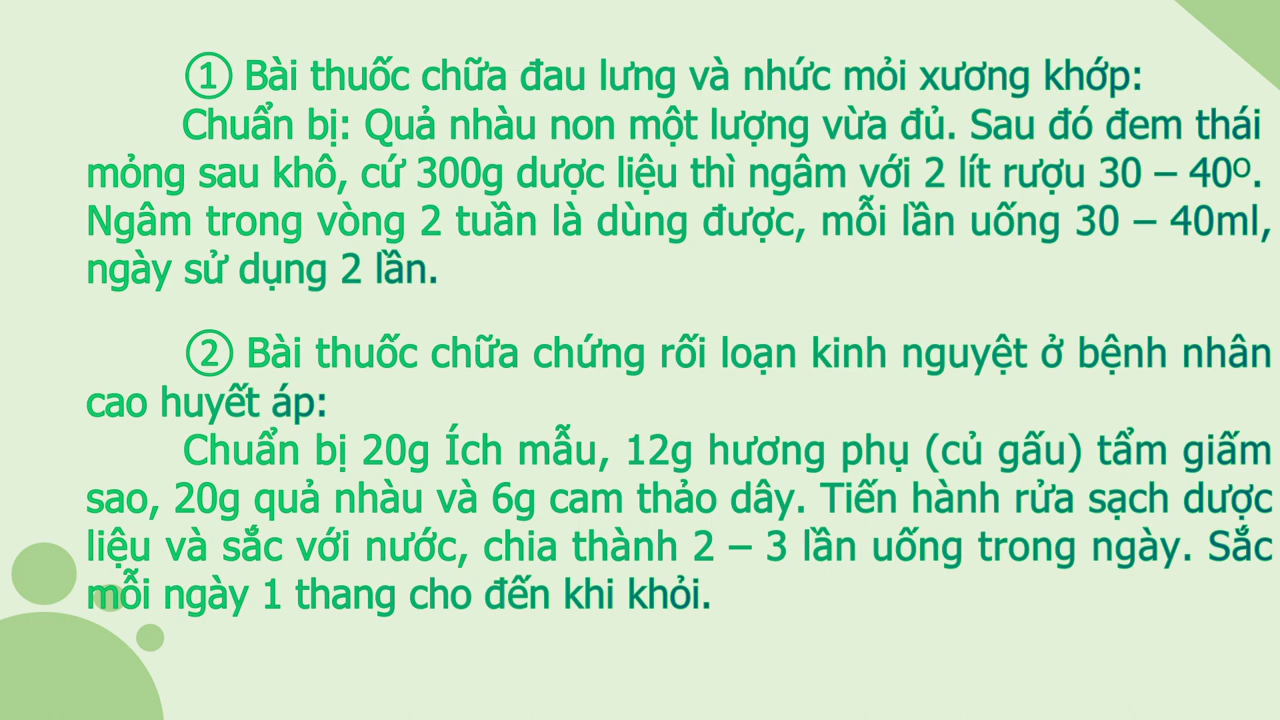 ① Bài thuốc chữa đau lưng và nhức mỏi xương khớp:
Chuẩn bị: Quả nhàu non một lượng vừa đủ. Sau đó đem thái
mỏng sau khô, cứ 300g dược liệu thì ngâm với 2 lít rượu 30 – 40º.
Ngâm trong vòng 2 tuần là dùng được, mỗi lần uống 30 – 40ml,
ngày sử dụng 2 lần.
② Bài thuốc chữa chứng rối loạn kinh nguyệt ở bệnh nhân
cao huyết áp:
Chuẩn bị 20g Ích mẫu, 12g hương phụ (củ gấu) tẩm giấm
sao, 20g quả nhàu và 6g cam thảo dây. Tiến hành rửa sạch dược
liệu và sắc với nước, chia thành 2 – 3 lần uống trong ngày. Sắc
mỗi ngày 1 thang cho đến khi khỏi.